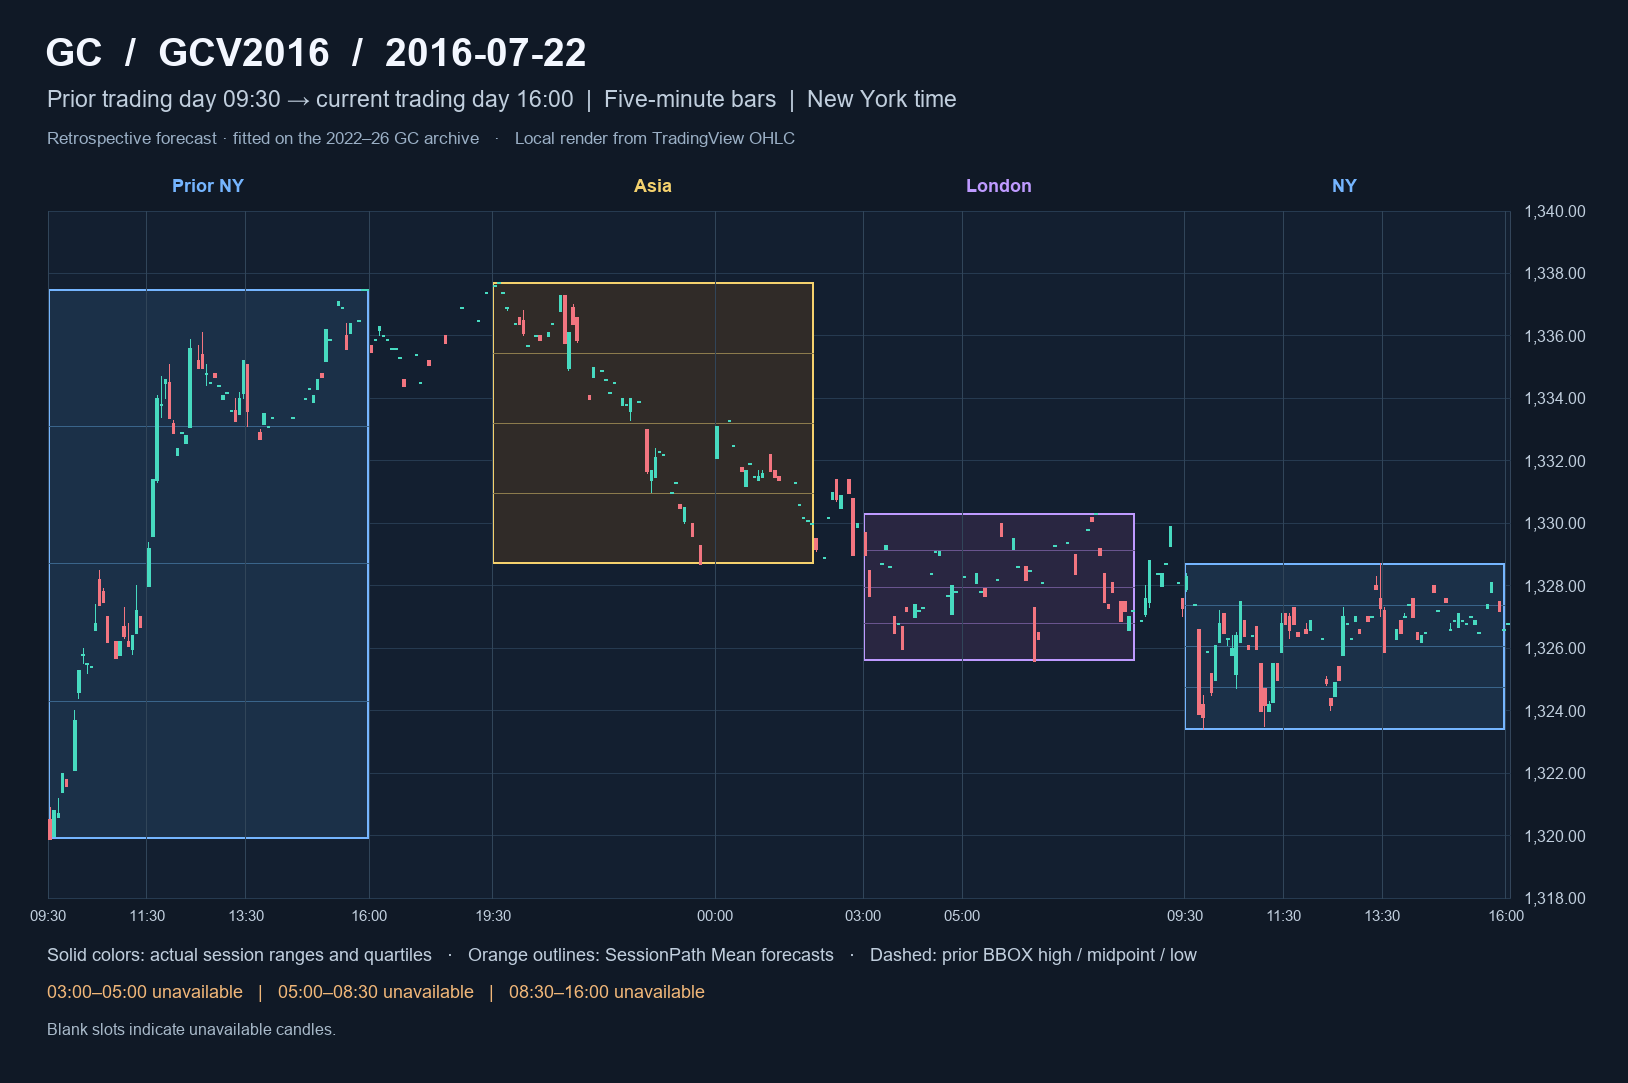 GC / GCV2016 / 2016-07-22
Prior trading day 09:30 → current trading day 16:00 | Five-minute bars | New York time
Retrospective forecast · fitted on the 2022–26 GC archive · Local render from TradingView OHLC
Prior NY Asia London NY
1,340.00
1,338.00
1,336.00
1,334.00
1,332.00
1,330.00
1,328.00
1,326.00
1,324.00
1,322.00
1,320.00
1,318.00
09:30 11:30 13:30 16:00 19:30 00:00 03:00 05:00 09:30 11:30 13:30 16:00
Solid colors: actual session ranges and quartiles · Orange outlines: SessionPath Mean forecasts · Dashed: prior BBOX high / midpoint / low
03:00–05:00 unavailable | 05:00–08:30 unavailable | 08:30–16:00 unavailable
Blank slots indicate unavailable candles.